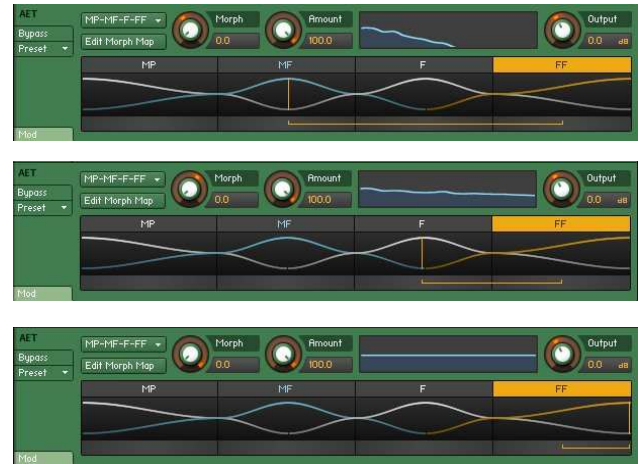 AET MP-MF-F-FF Morph Amount Output
Bypass 0.0 100.0 0.0 dB
Preset Edit Morph Map
MP MF F FF
Mod
AET MP-MF-F-FF Morph Amount Output
Bypass 0.0 100.0 0.0 dB
Preset Edit Morph Map
MP MF F FF
Mod
AET MP-MF-F-FF Morph Amount Output
Bypass 0.0 100.0 0.0 dB
Preset Edit Morph Map
MP MF F FF
Mod